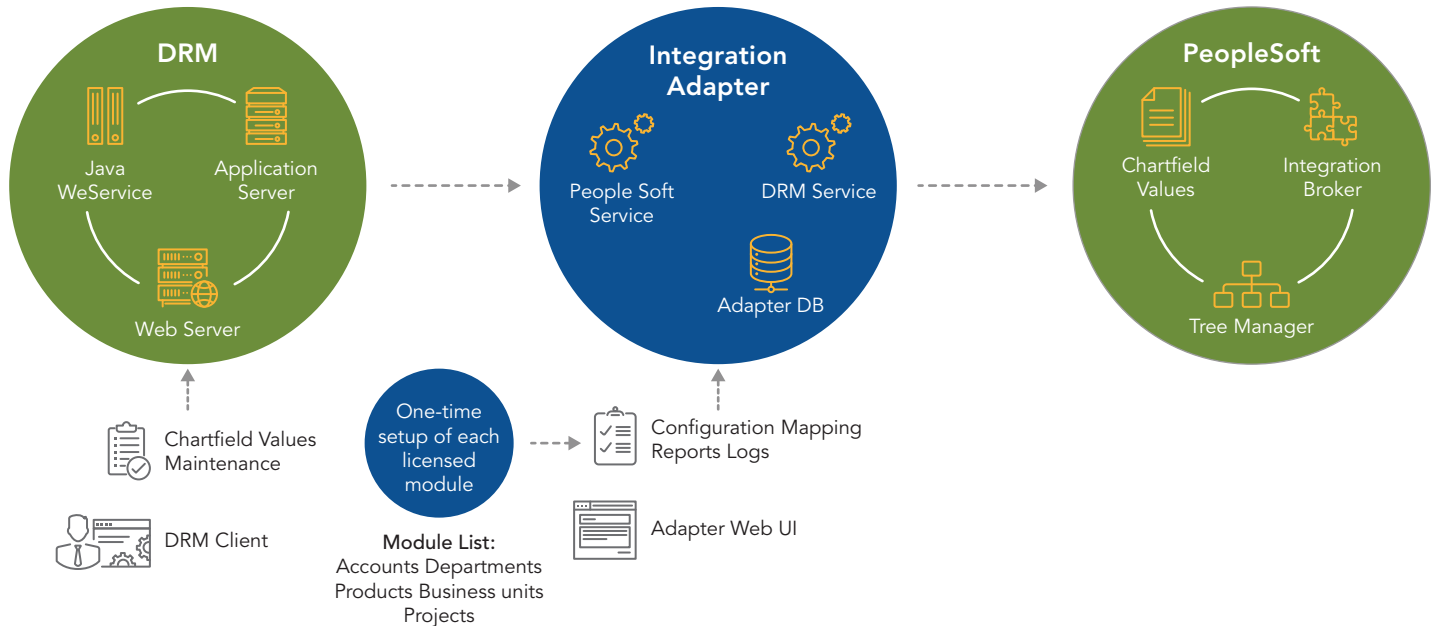 DRM
Java
WeService
Application
Server
Web Server
Integration
Adapter
People Soft
Service
DRM Service
Adapter DB
PeopleSoft
Chartfield
Values
Integration
Broker
Tree Manager
Chartfield Values
Maintenance
DRM Client
One-time
setup of each
licensed
module
Module List:
Accounts Departments
Products Business units
Projects
Configuration Mapping
Reports Logs
Adapter Web UI